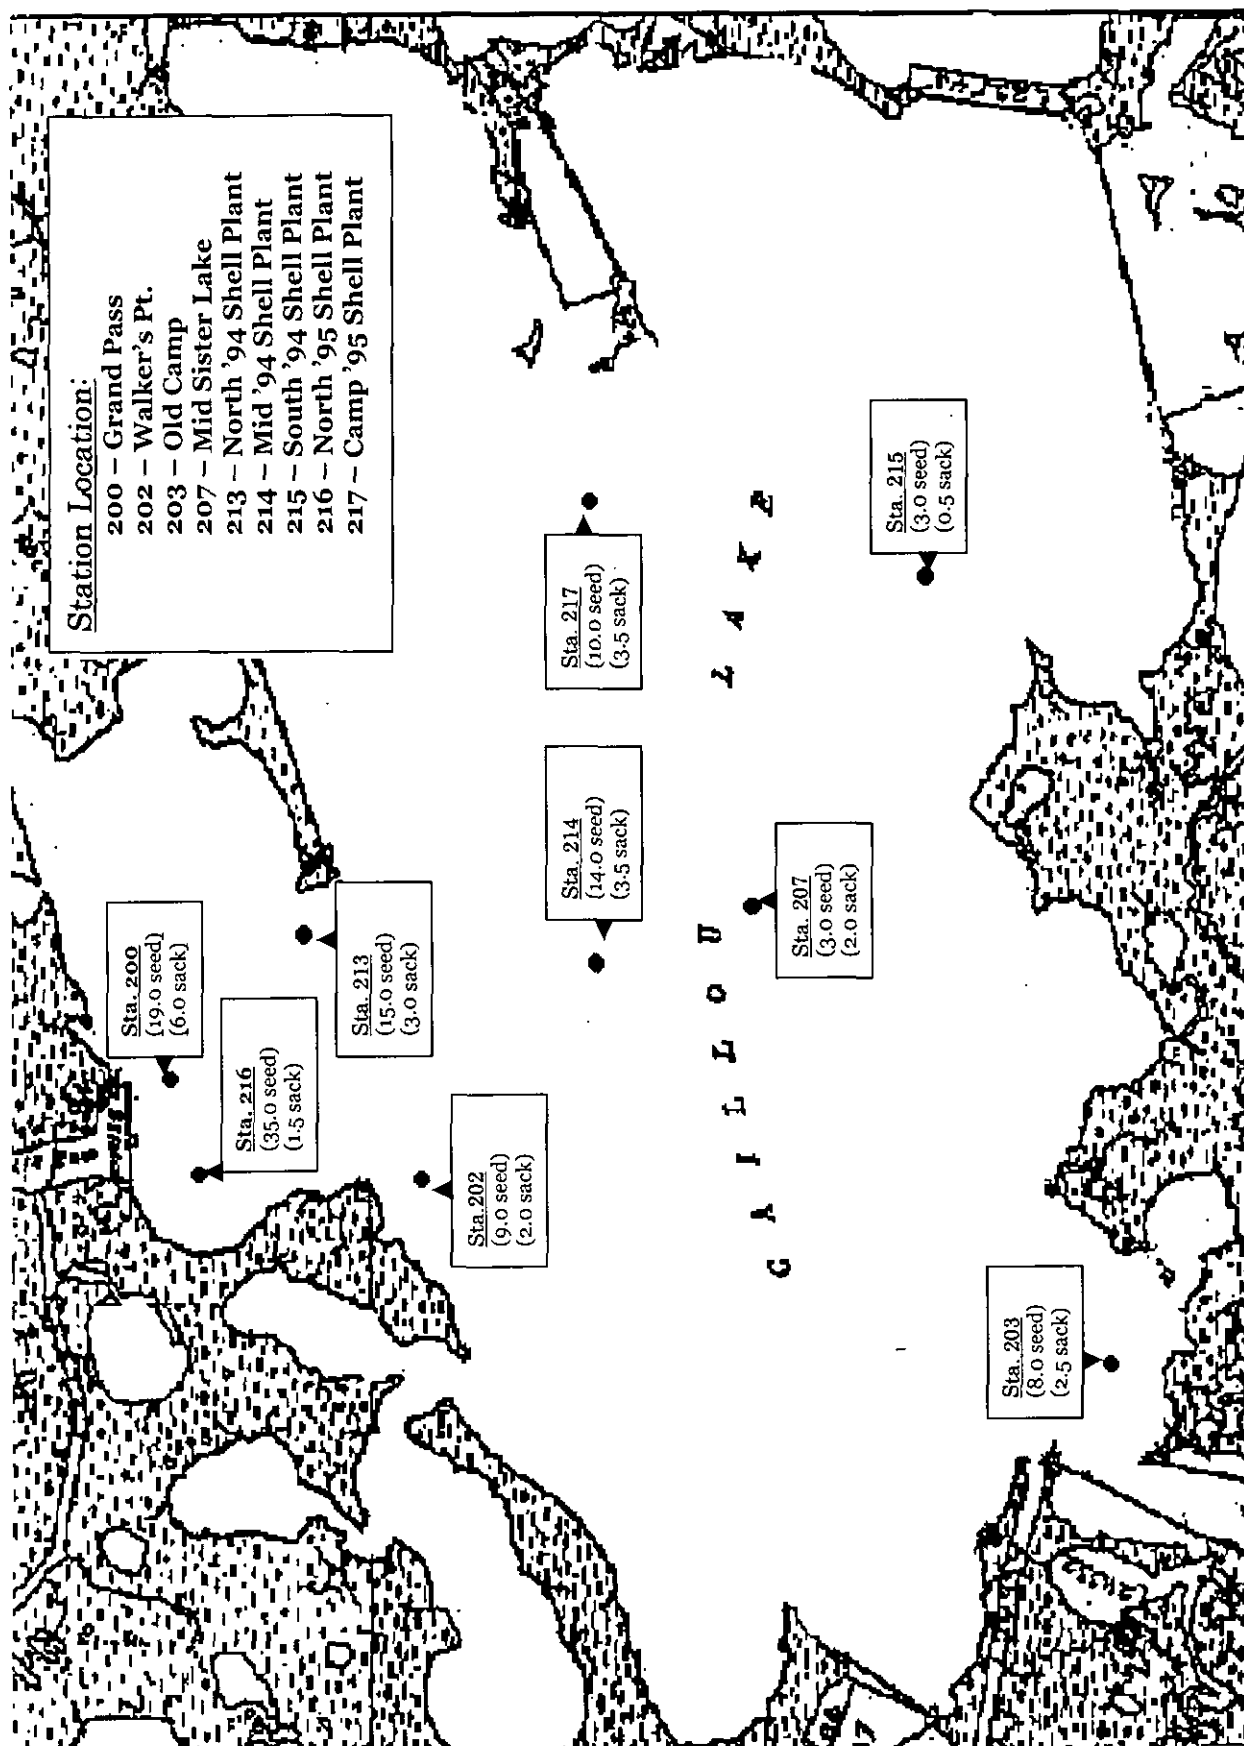 Station Location:
200 – Grand Pass
202 – Walker's Pt.
203 – Old Camp
207 – Mid Sister Lake
213 – North '94 Shell Plant
214 – Mid '94 Shell Plant
215 – South '94 Shell Plant
216 – North '95 Shell Plant
217 – Camp '95 Shell Plant
Sta. 200
(19.0 seed)
(6.0 sack)
Sta. 216
(35.0 seed)
(1.5 sack)
Sta. 213
(15.0 seed)
(3.0 sack)
Sta. 202
(9.0 seed)
(2.0 sack)
Sta. 214
(14.0 seed)
(3.5 sack)
Sta. 217
(10.0 seed)
(3.5 sack)
GAILLOU LAKE
Sta. 207
(3.0 seed)
(2.0 sack)
Sta. 215
(3.0 seed)
(0.5 sack)
Sta. 203
(8.0 seed)
(2.5 sack)